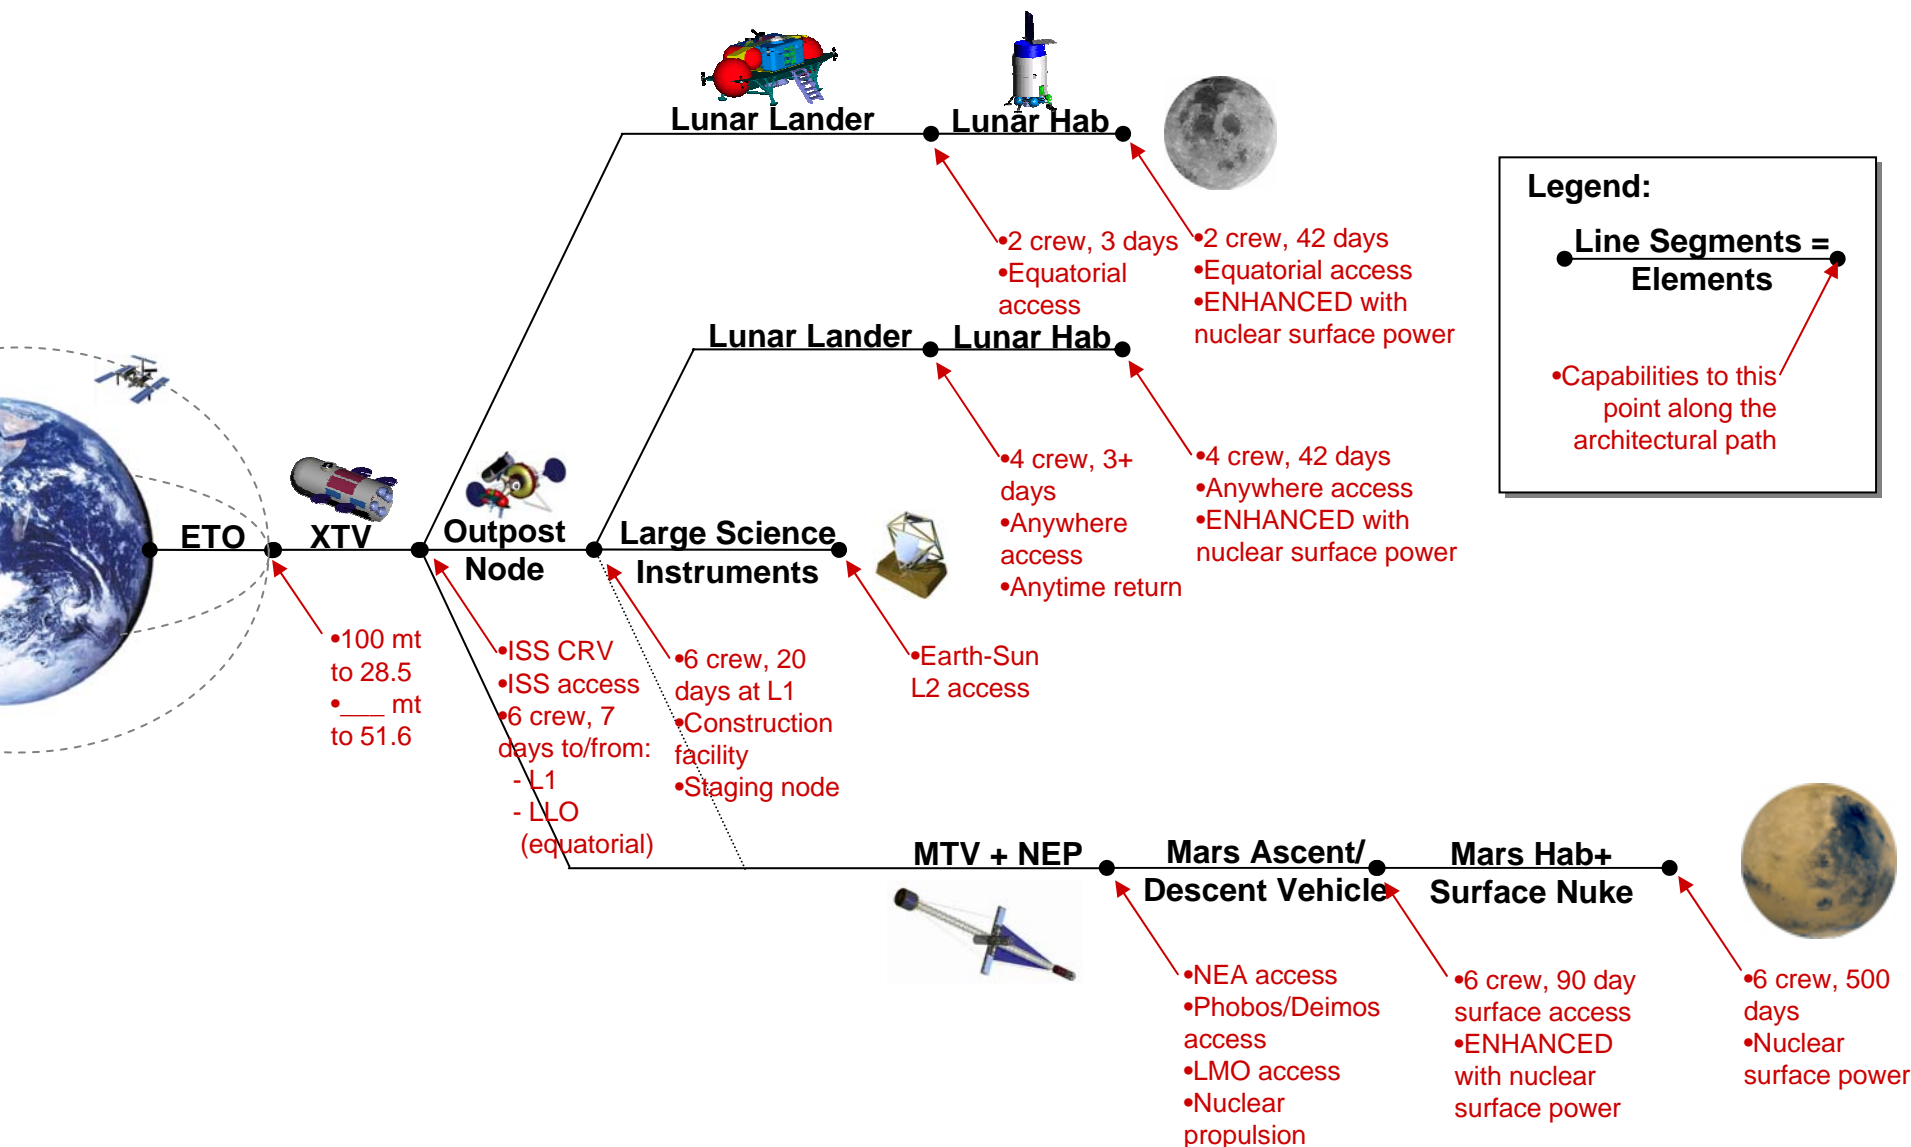 Lunar Lander
Lunar Hab
•2 crew, 3 days
•Equatorial
access
•2 crew, 42 days
•Equatorial access
•ENHANCED with
nuclear surface power
Legend:
Line Segments =
Elements
•Capabilities to this
point along the
architectural path
Lunar Lander
Lunar Hab
•4 crew, 3+
days
•Anywhere
access
•Anytime return
•4 crew, 42 days
•Anywhere access
•ENHANCED with
nuclear surface power
ETO
XTV
Outpost
Node
Large Science
Instruments
•100 mt
to 28.5
•___ mt
to 51.6
•ISS CRV
•ISS access
•6 crew, 7
days to/from:
- L1
- LLO
(equatorial)
•6 crew, 20
days at L1
•Construction
facility
•Staging node
•Earth-Sun
L2 access
MTV + NEP
Mars Ascent/
Descent Vehicle
Mars Hab+
Surface Nuke
•NEA access
•Phobos/Deimos
access
•LMO access
•Nuclear
propulsion
•6 crew, 90 day
surface access
•ENHANCED
with nuclear
surface power
•6 crew, 500
days
•Nuclear
surface power